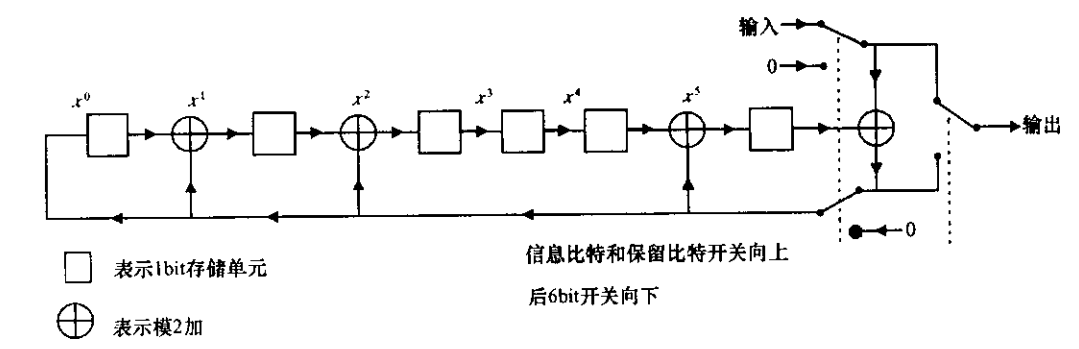 输入
0
x⁰ x¹ x² x³ x⁴ x⁵
输出
0
信息比特和保留比特开关向上
后6bit开关向下
表示1bit存储单元
表示模2加